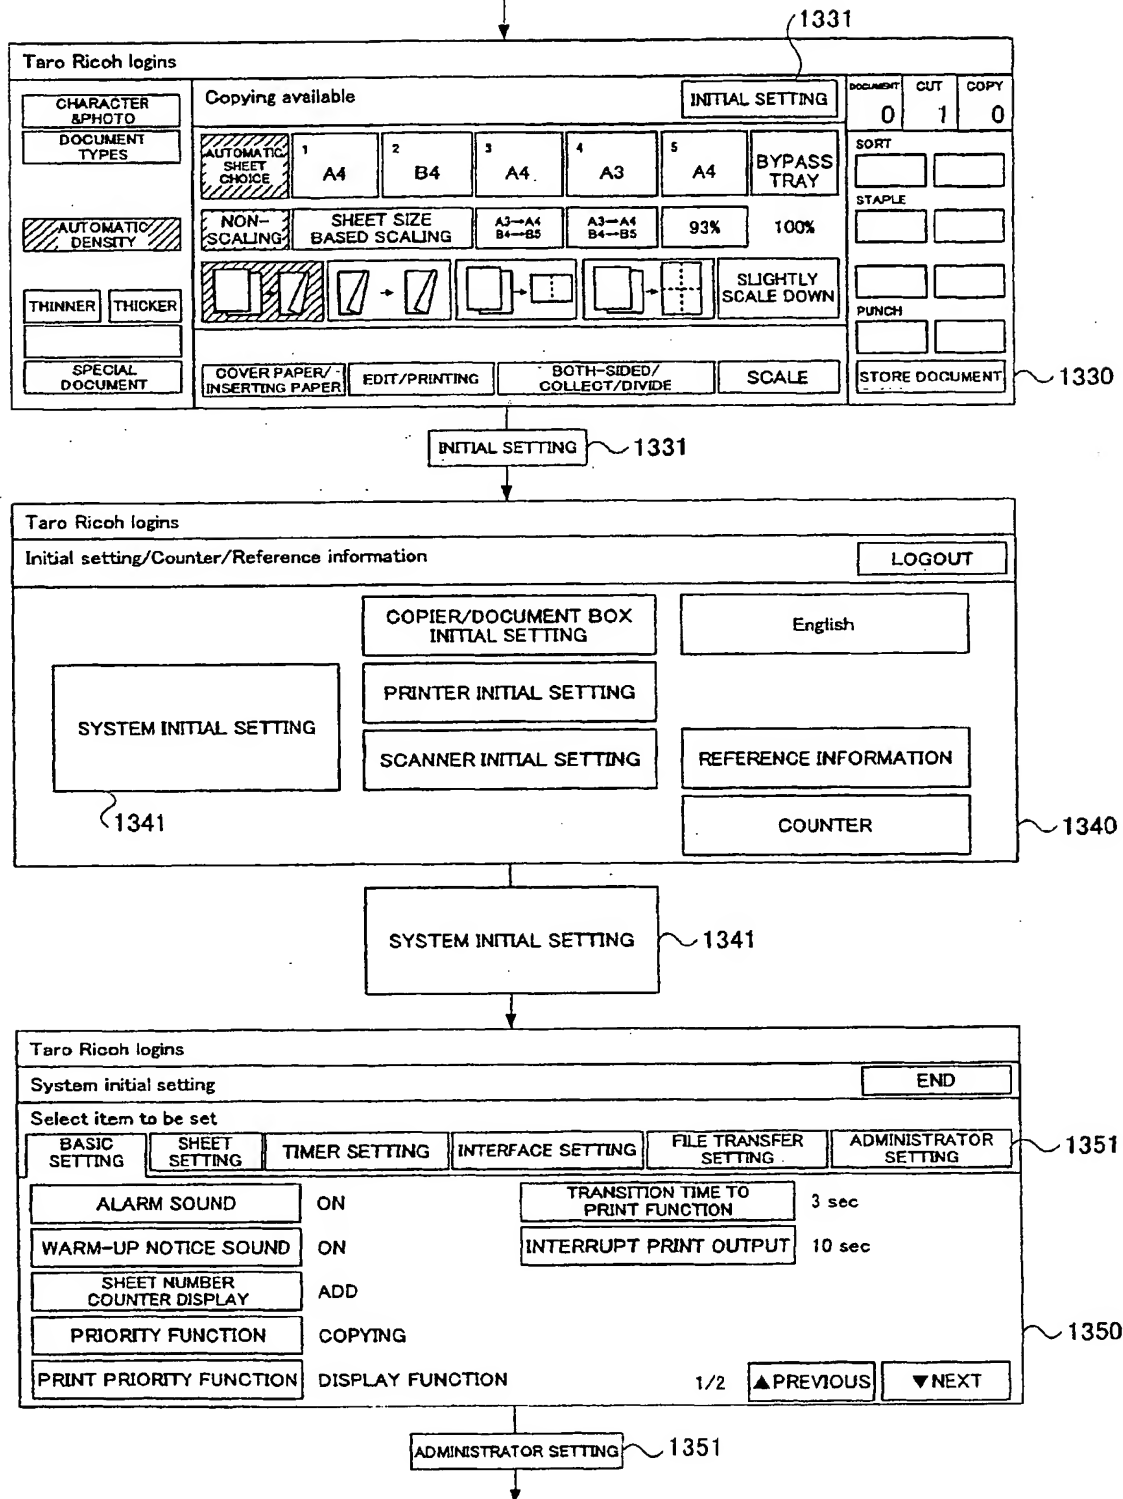 1331
Taro Ricoh logins
CHARACTER
&PHOTO
DOCUMENT
TYPES
AUTOMATIC
DENSITY
THINNER
THICKER
SPECIAL
DOCUMENT
Copying available
INITIAL SETTING
AUTOMATIC
SHEET
CHOICE
1
A4
2
B4
3
A4
4
A3
5
A4
BYPASS
TRAY
NON-
SCALING
SHEET SIZE
BASED SCALING
A3→A4
B4→B5
A3→A4
B4→B5
93%
100%
SLIGHTLY
SCALE DOWN
COVER PAPER/
INSERTING PAPER
EDIT/PRINTING
BOTH-SIDED/
COLLECT/DIVIDE
SCALE
DOCUMENT
0
CUT
1
COPY
0
SORT
STAPLE
PUNCH
STORE DOCUMENT
1330
INITIAL SETTING
1331
Taro Ricoh logins
Initial setting/Counter/Reference information
LOGOUT
COPIER/DOCUMENT BOX
INITIAL SETTING
English
SYSTEM INITIAL SETTING
PRINTER INITIAL SETTING
SCANNER INITIAL SETTING
REFERENCE INFORMATION
COUNTER
1341
1340
SYSTEM INITIAL SETTING
1341
Taro Ricoh logins
System initial setting
END
Select item to be set
BASIC
SETTING
SHEET
SETTING
TIMER SETTING
INTERFACE SETTING
FILE TRANSFER
SETTING
ADMINISTRATOR
SETTING
1351
ALARM SOUND
ON
TRANSITION TIME TO
PRINT FUNCTION
3 sec
WARM-UP NOTICE SOUND
ON
INTERRUPT PRINT OUTPUT
10 sec
SHEET NUMBER
COUNTER DISPLAY
ADD
PRIORITY FUNCTION
COPYING
1350
PRINT PRIORITY FUNCTION
DISPLAY FUNCTION
1/2
▲PREVIOUS
▼NEXT
ADMINISTRATOR SETTING
1351